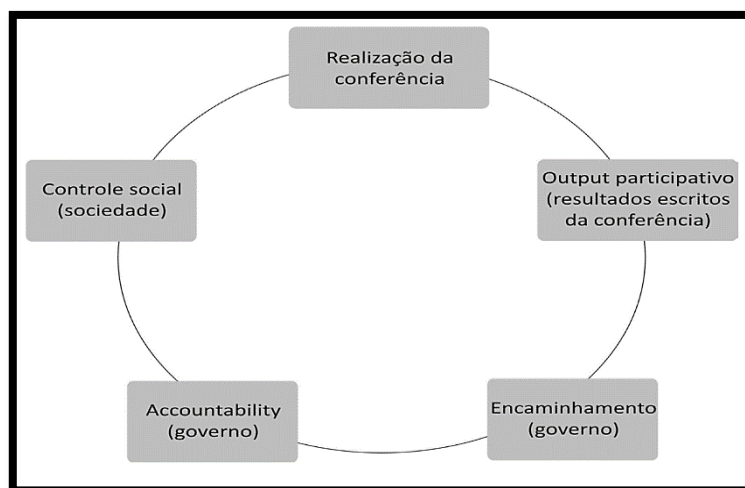 Realização da
conferência
Controle social
(sociedade)
Output participativo
(resultados escritos
da conferência)
Accountability
(governo)
Encaminhamento
(governo)